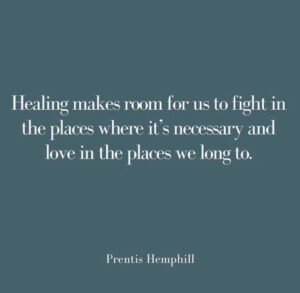 Healing makes room for us to fight in
the places where it's necessary and
love in the places we long to.
Prentis Hemphill